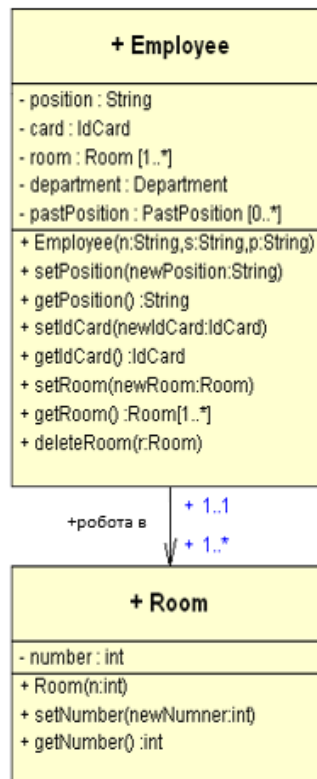 + Employee
- position : String
- card : IdCard
- room : Room [1..*]
- department : Department
- pastPosition : PastPosition [0..*]
+ Employee(n:String,s:String,p:String)
+ setPosition(newPosition:String)
+ getPosition() :String
+ setIdCard(newIdCard:IdCard)
+ getIdCard() :IdCard
+ setRoom(newRoom:Room)
+ getRoom() :Room[1..*]
+ deleteRoom(r:Room)
+ 1..1
+робота в
+ 1..*
+ Room
- number : int
+ Room(n:int)
+ setNumber(newNumner:int)
+ getNumber() :int